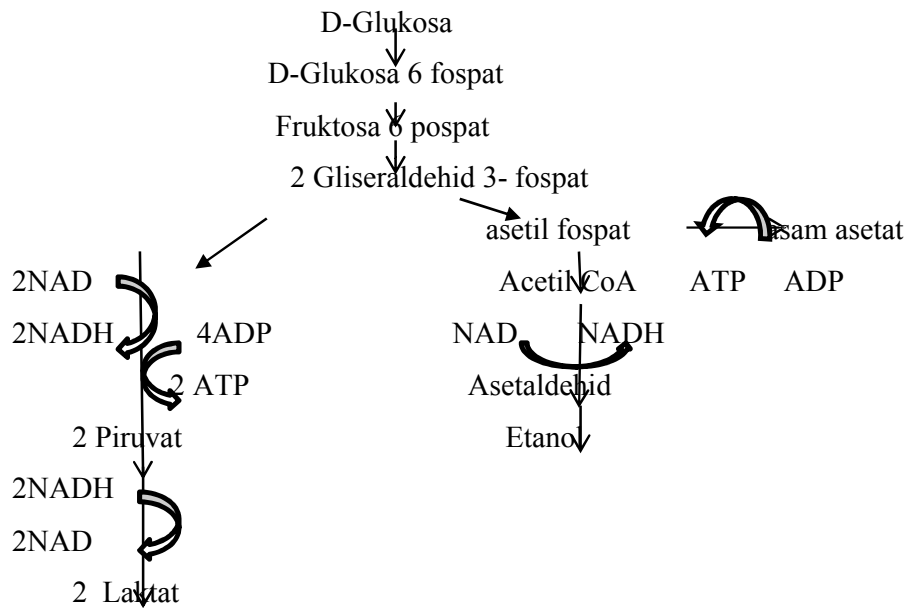 D-Glukosa
D-Glukosa 6 fospat
Fruktosa 6 pospat
2 Gliseraldehid 3- fospat
asetil fospat asam asetat
2NAD Acetil CoA ATP ADP
2NADH 4ADP NAD NADH
2 ATP Asetaldehid
2 Piruvat Etanol
2NADH
2NAD
2 Laktat